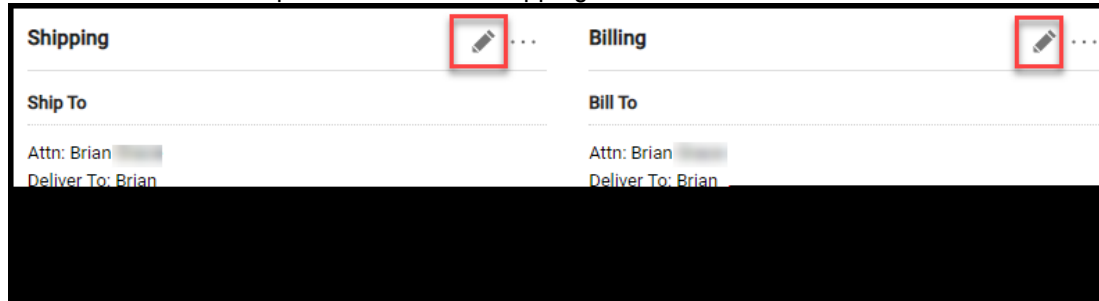 Shipping
Ship To
Attn: Brian
Deliver To: Brian
Billing
Bill To
Attn: Brian
Deliver To: Brian